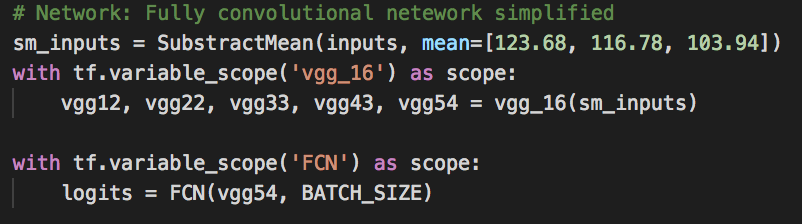 # Network: Fully convolutional netework simplified
sm_inputs = SubstractMean(inputs, mean=[123.68, 116.78, 103.94])
with tf.variable_scope('vgg_16') as scope:
    vgg12, vgg22, vgg33, vgg43, vgg54 = vgg_16(sm_inputs)
with tf.variable_scope('FCN') as scope:
    logits = FCN(vgg54, BATCH_SIZE)